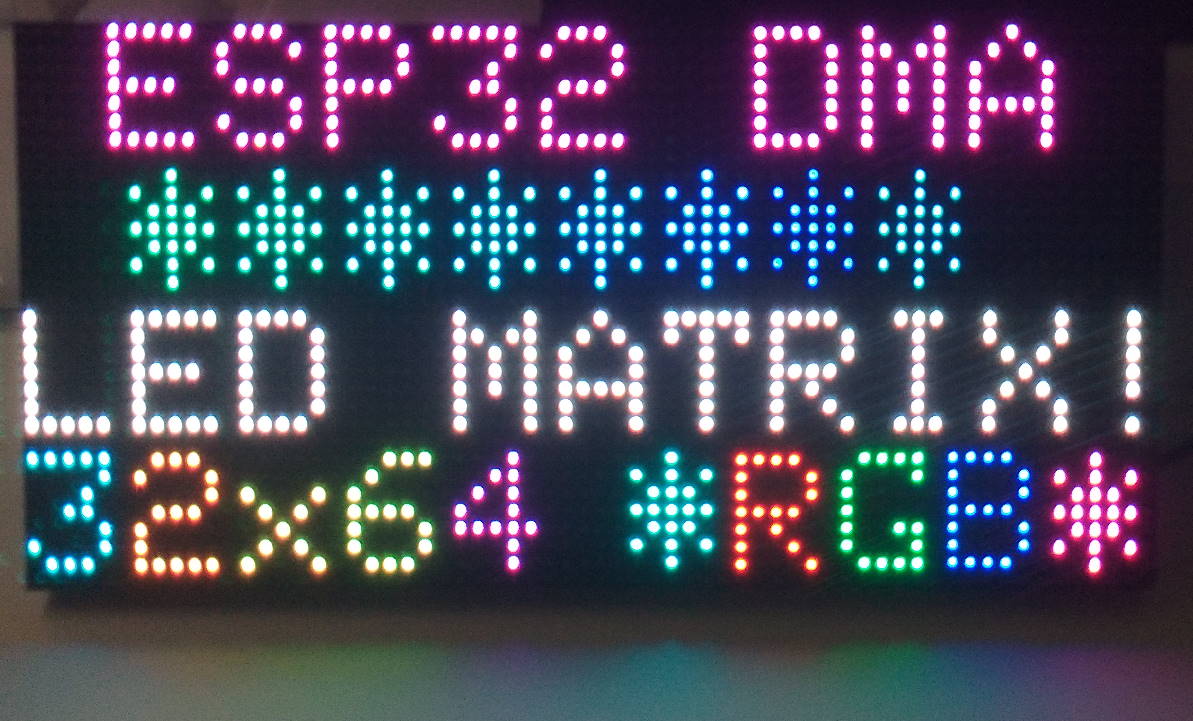 ESP32 DMA
********
LED MATRIX!
32x64 *RGB*